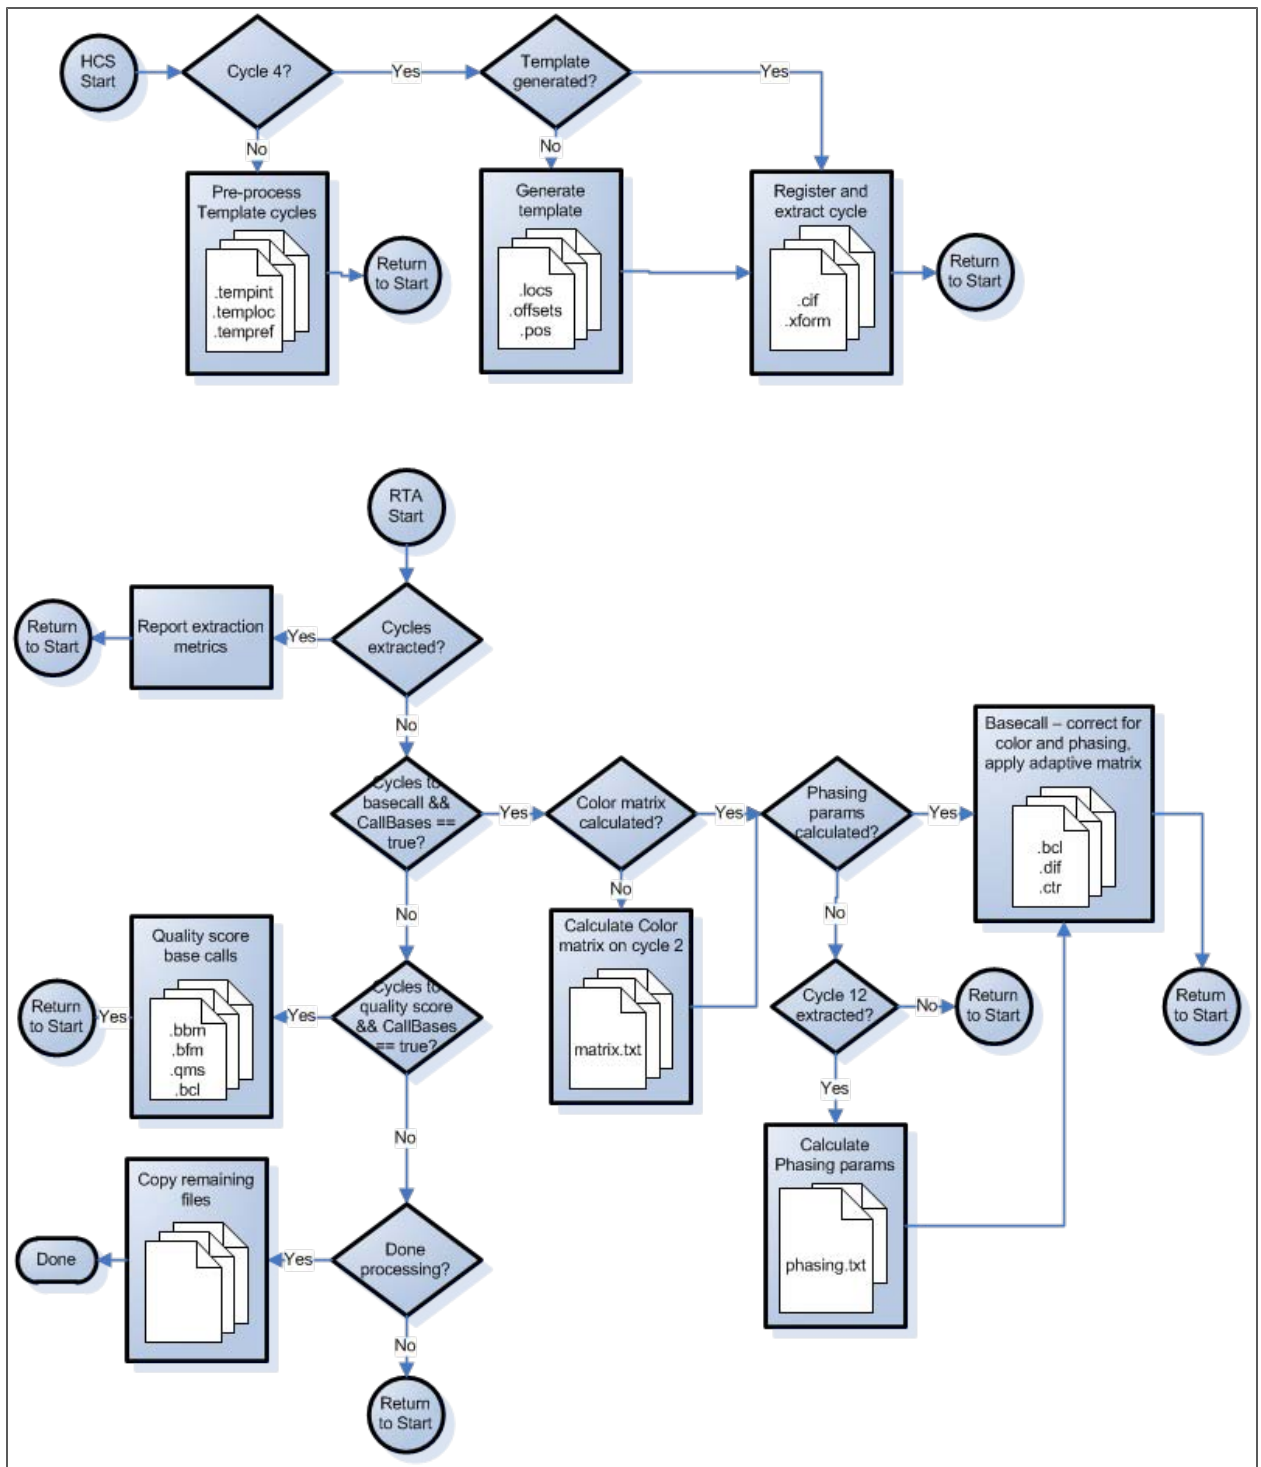 HCS
Start
Cycle 4?
Yes
Template
generated?
Yes
No
No
Pre-process
Template cycles
.tempint
.temploc
.tempref
Return
to Start
Generate
template
.locs
.offsets
.pos
Register and
extract cycle
.cif
.xform
Return
to Start
RTA
Start
Cycles
extracted?
Yes
Report extraction
metrics
Return
to Start
No
Cycles to
basecall &&
CallBases ==
true?
Yes
Color matrix
calculated?
Yes
Phasing
params
calculated?
Yes
Basecall – correct for
color and phasing,
apply adaptive matrix
.bcl
.dif
.ctr
Return
to Start
No
Calculate Color
matrix on cycle 2
matrix.txt
No
Cycle 12
extracted?
No
Return
to Start
Yes
Calculate
Phasing params
phasing.txt
No
Cycles to
quality score
&& CallBases
== true?
Yes
Quality score
base calls
.bbm
.bfm
.qms
.bcl
Yes
Return
to Start
No
Done
processing?
Yes
Copy remaining
files
Done
No
Return
to Start